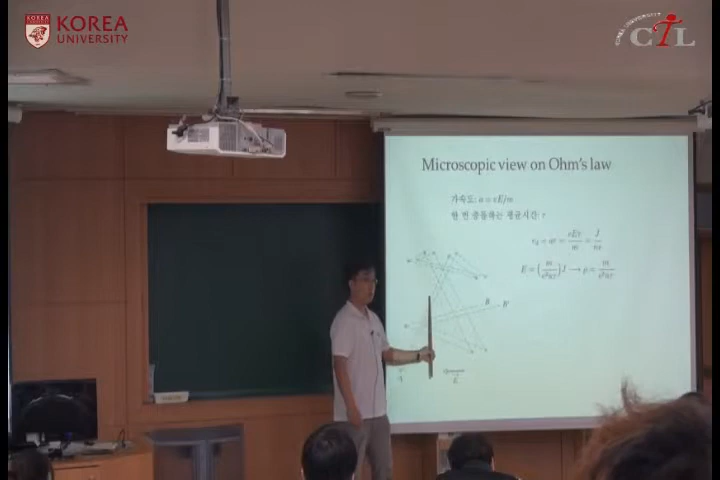 KOREA
UNIVERSITY
CTL
Microscopic view on Ohm's law
가속도: a = eE/m
한 번 충돌하는 평균시간: τ
v_d = aτ = eEτ/m = J/ne
E = (m/e²nτ)J → ρ = m/e²nτ
B B'